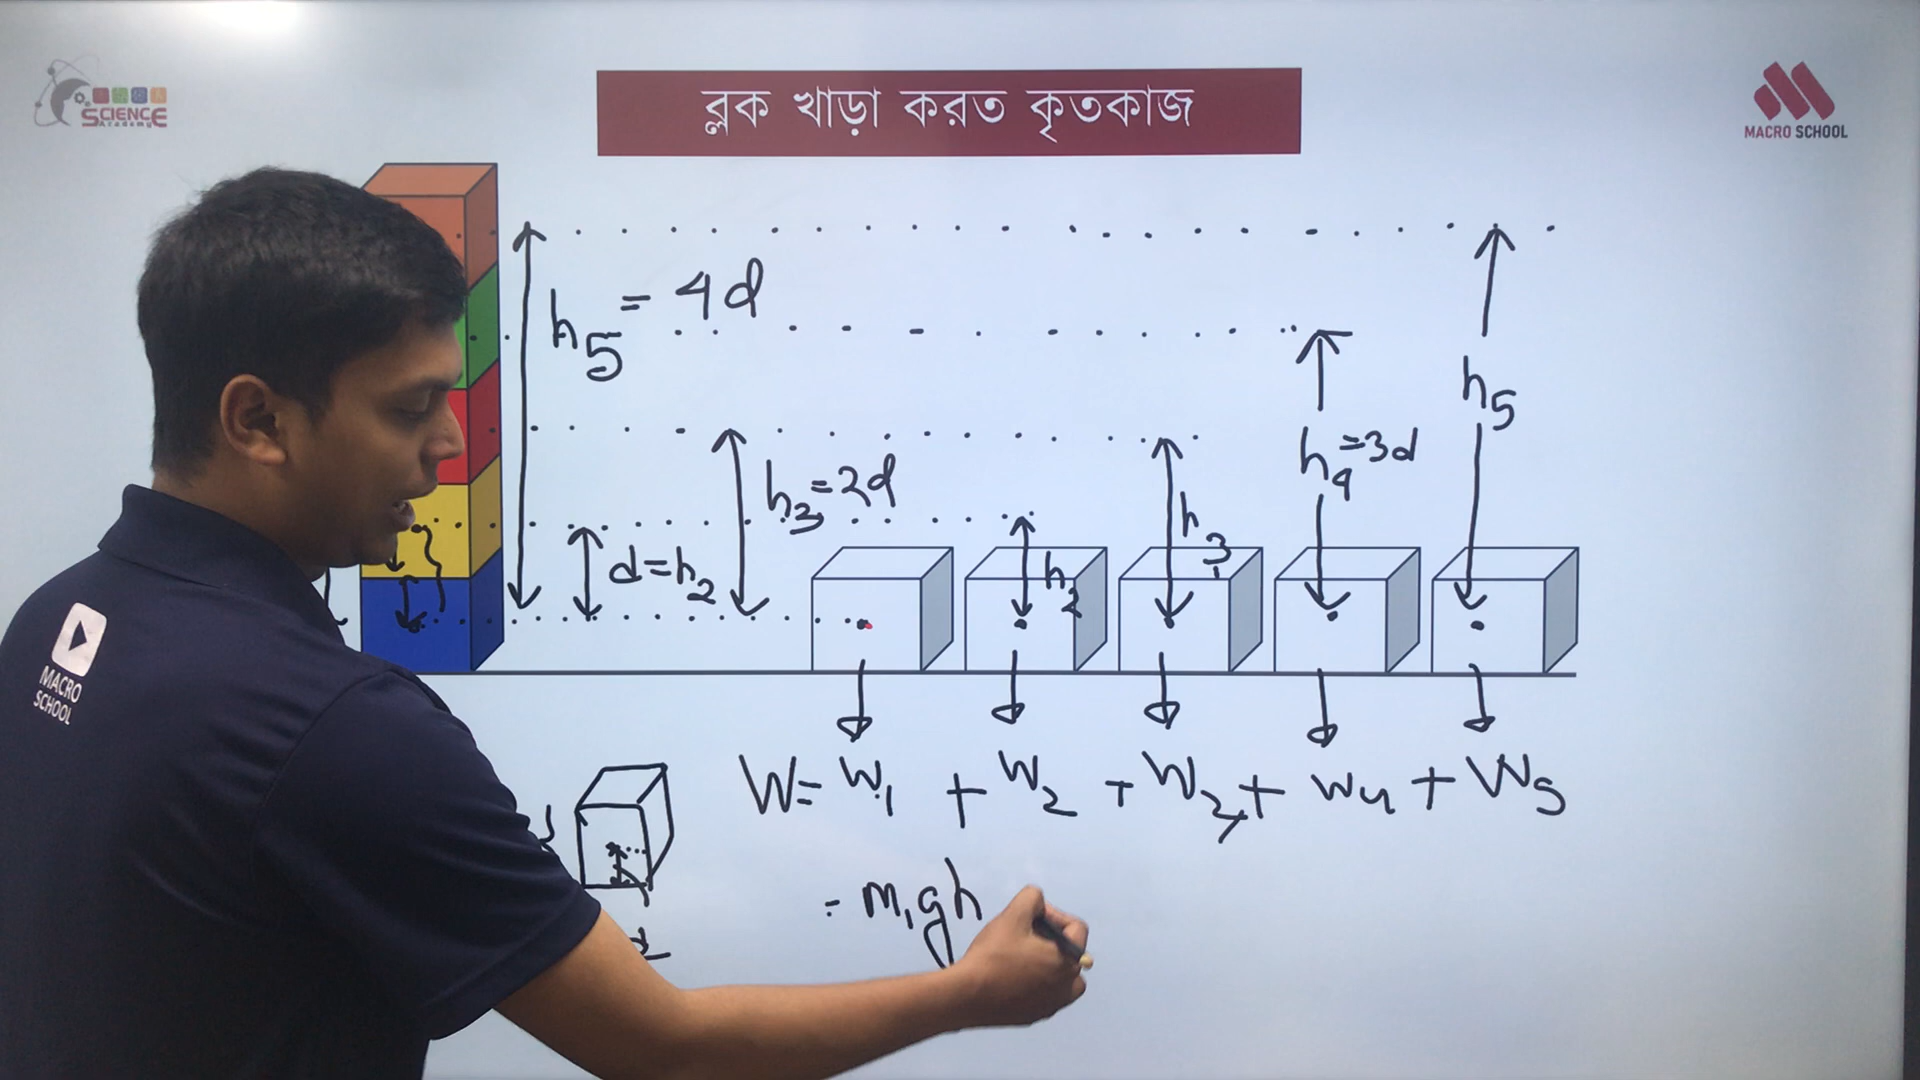 SCIENCE
Academy
ব্লক খাড়া করত কৃতকাজ
MACRO SCHOOL
h5 = 4d
h5
h4 = 3d
h3 = 2d
h3
d = h2
h2
MACRO
SCHOOL
W = W1 + W2 + W3 + W4 + W5
= m1gh
d